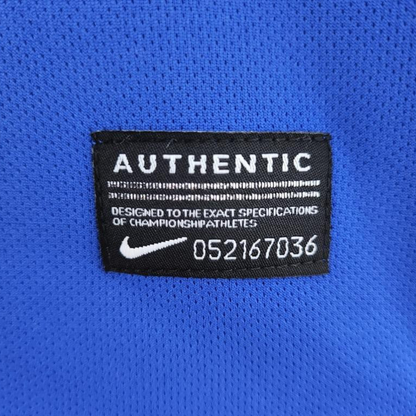 AUTHENTIC
DESIGNED TO THE EXACT SPECIFICATIONS
OF CHAMPIONSHIPATHLETES
052167036